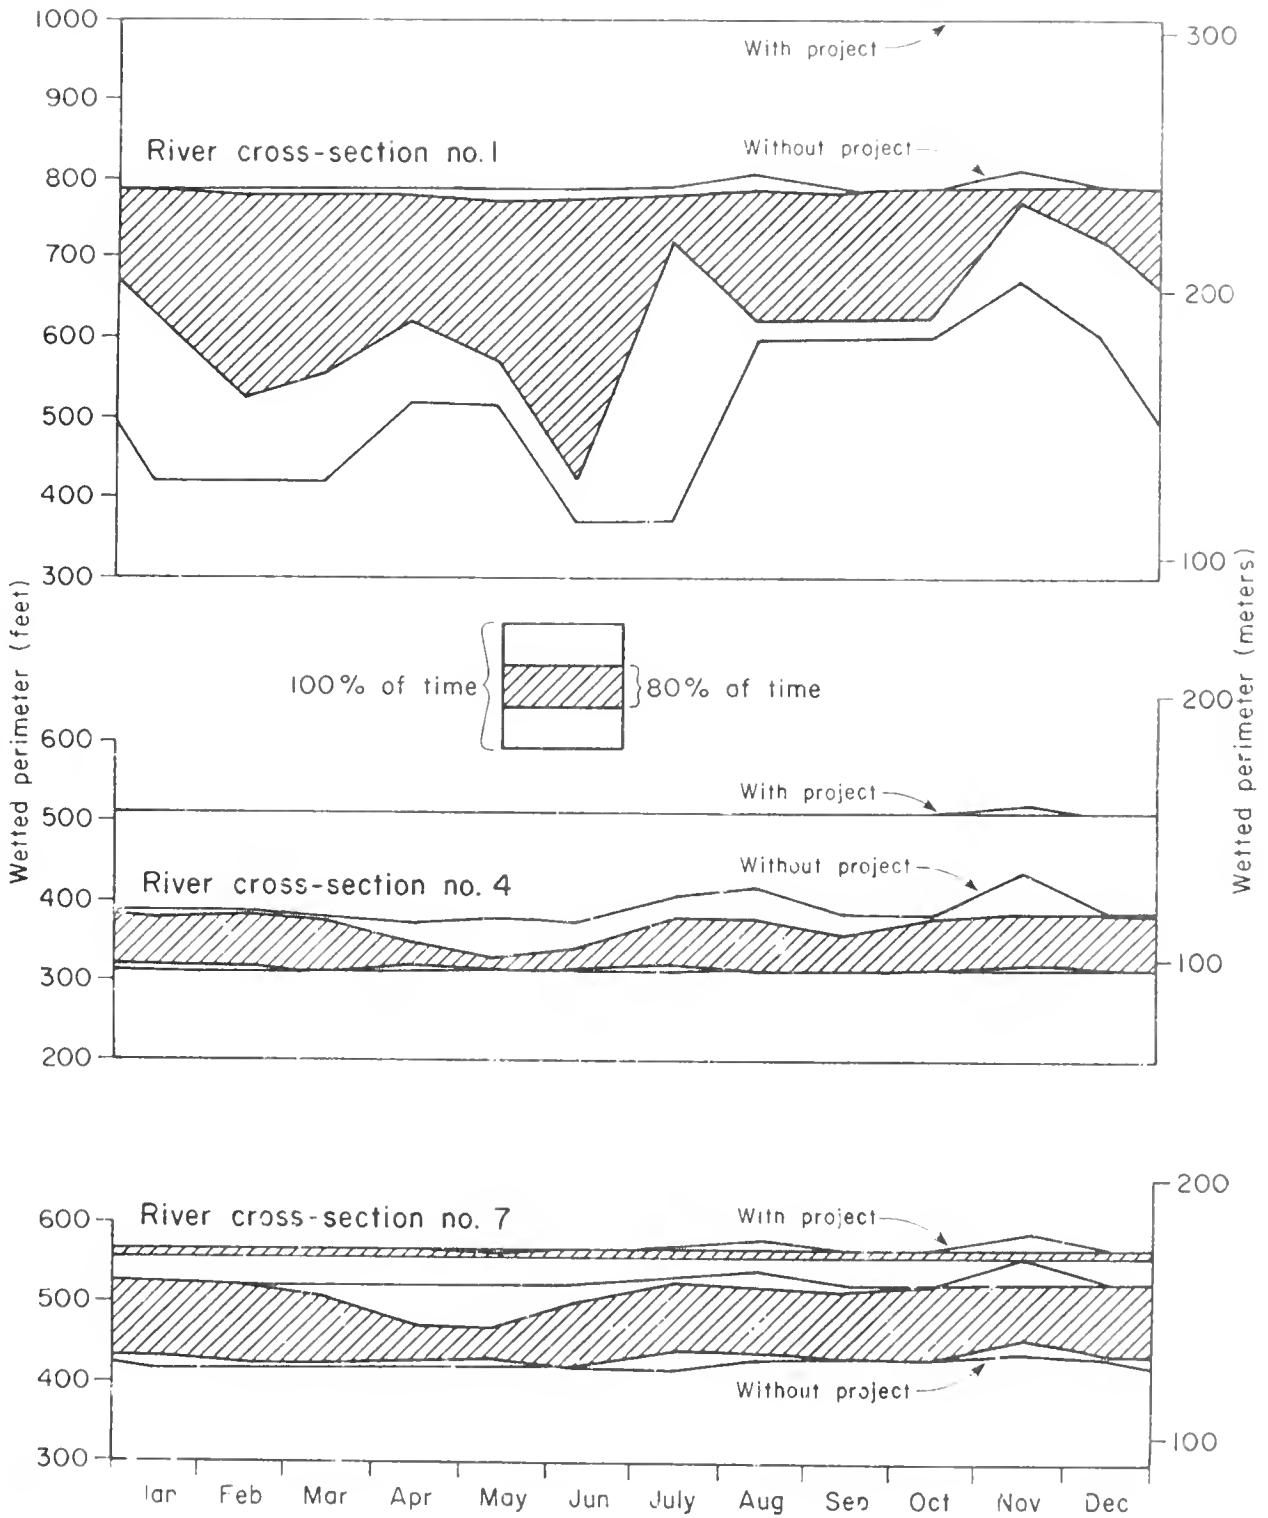 1000
300
With project
900
River cross-section no. 1
Without project
800
700
200
600
500
400
300
100
Wetted perimeter (feet)
Wetted perimeter (meters)
100% of time
80% of time
200
600
With project
500
Without project
River cross-section no. 4
400
300
100
200
200
600
River cross-section no. 7
With project
500
400
Without project
300
100
Jar Feb Mar Apr May Jun July Aug Sep Oct Nov Dec